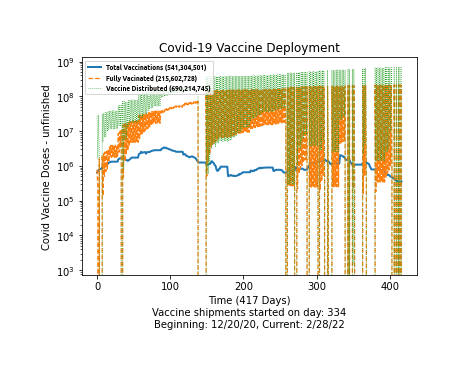 Covid-19 Vaccine Deployment
Total Vaccinations (541,304,501)
Fully Vacinated (215,602,728)
Vaccine Distributed (690,214,745)
Covid Vaccine Doses - unfinished
10⁹
10⁸
10⁷
10⁶
10⁵
10⁴
10³
0 100 200 300 400
Time (417 Days)
Vaccine shipments started on day: 334
Beginning: 12/20/20, Current: 2/28/22